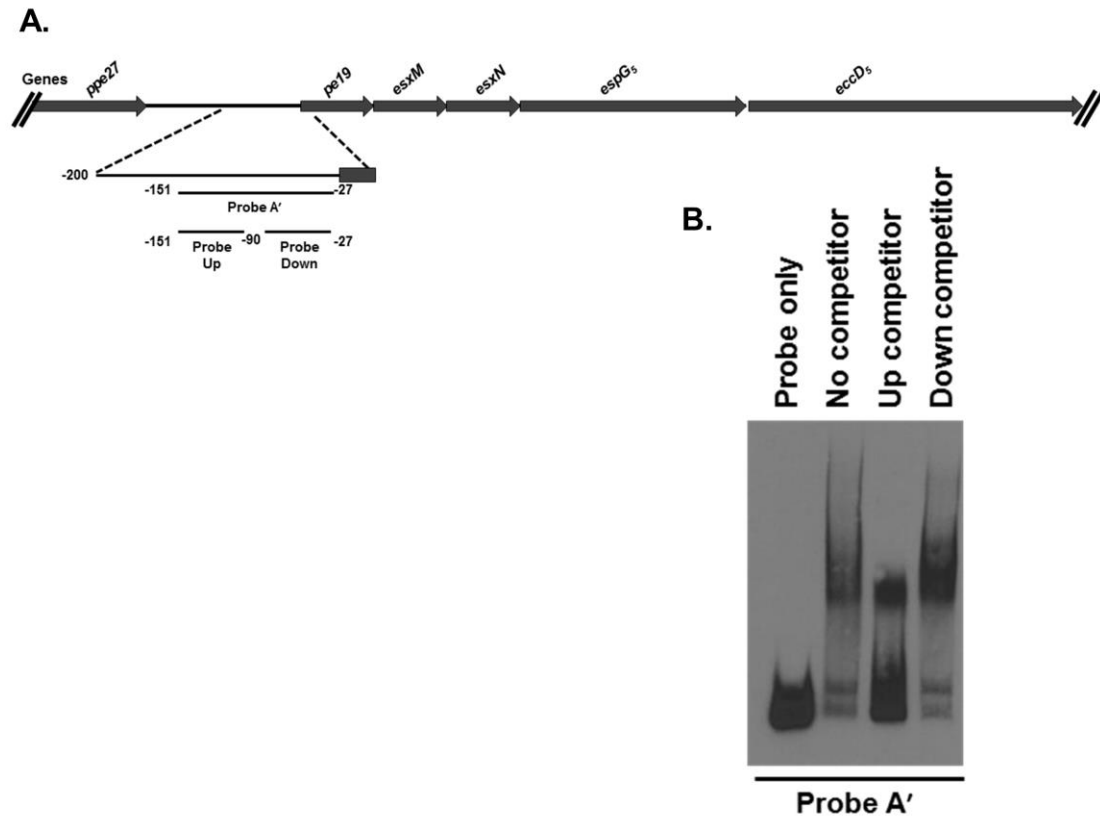 A.
Genes
ppe27
pe19
esxM
esxN
espG₅
eccD₅
-200
-151
-27
Probe A′
-151
Probe
Up
-90
Probe
Down
-27
B.
Probe only
No competitor
Up competitor
Down competitor
Probe A′